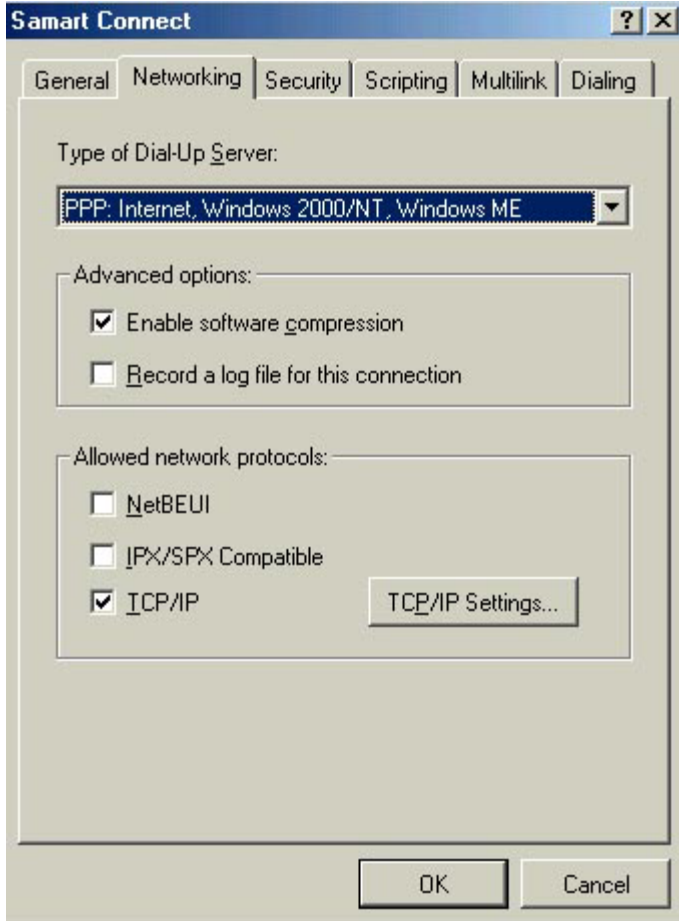 Samart Connect
General Networking Security Scripting Multilink Dialing
Type of Dial-Up Server:
PPP: Internet, Windows 2000/NT, Windows ME
Advanced options:
Enable software compression
Record a log file for this connection
Allowed network protocols:
NetBEUI
IPX/SPX Compatible
TCP/IP TCP/IP Settings...
OK Cancel